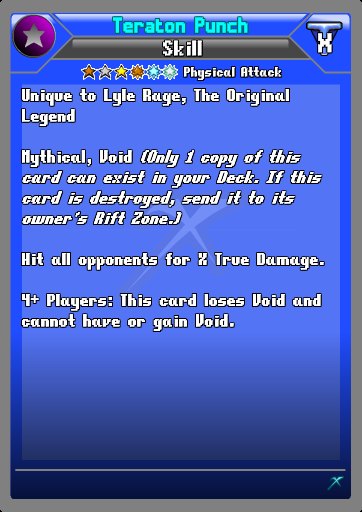 Teraton Punch
Skill
X
Physical Attack
Unique to Lyle Rage, The Original
Legend
Mythical, Void (Only 1 copy of this
card can exist in your Deck. If this
card is destroyed, send it to its
owner's Rift Zone.)
Hit all opponents for X True Damage.
4+ Players: This card loses Void and
cannot have or gain Void.